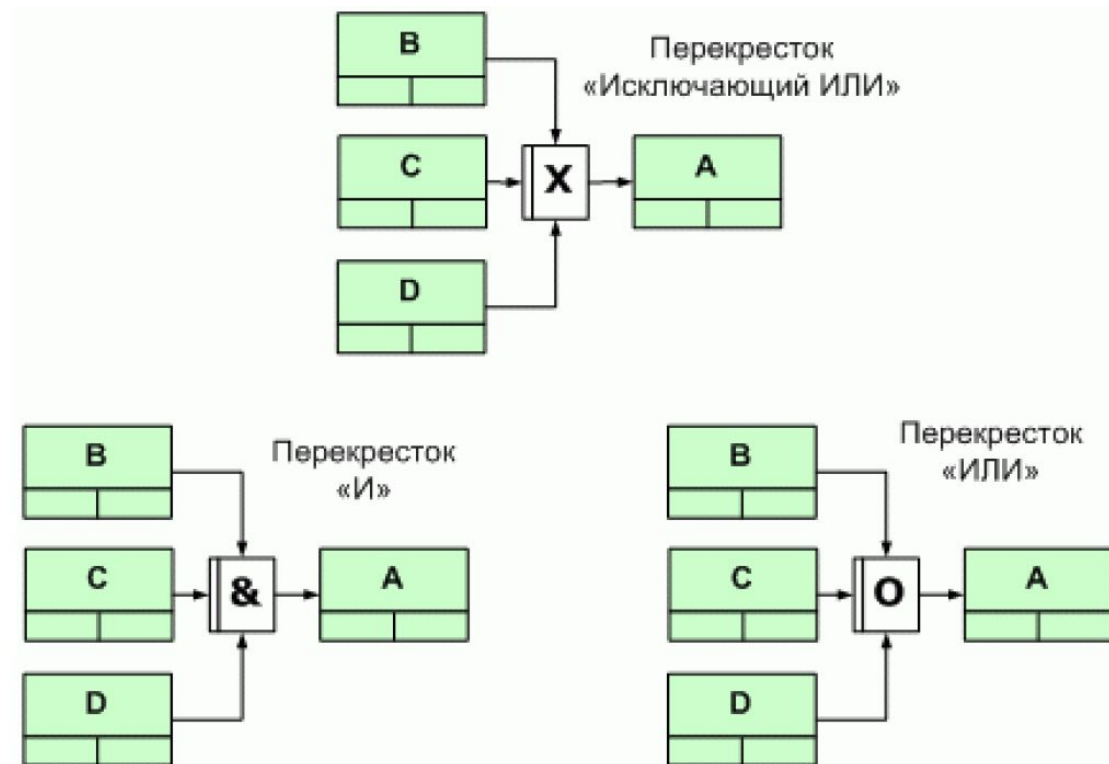 B
Перекресток
«Исключающий ИЛИ»
C
X
A
D
B
Перекресток
«И»
C
&
A
D
B
Перекресток
«ИЛИ»
C
O
A
D